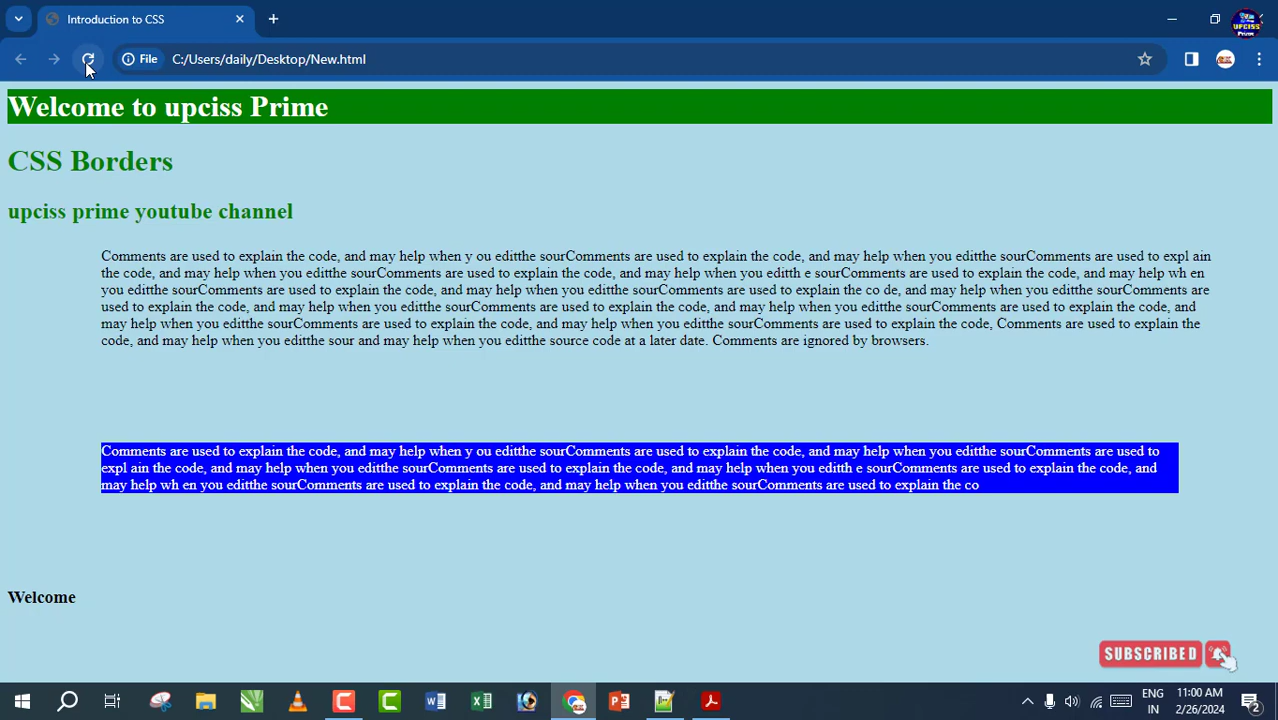 Introduction to CSS
UPCISS
Prime
File
C:/Users/daily/Desktop/New.html
Welcome to upciss Prime
CSS Borders
upciss prime youtube channel
Comments are used to explain the code, and may help when y ou editthe sourComments are used to explain the code, and may help when you editthe sourComments are used to expl ain
the code, and may help when you editthe sourComments are used to explain the code, and may help when you editth e sourComments are used to explain the code, and may help wh en
you editthe sourComments are used to explain the code, and may help when you editthe sourComments are used to explain the co de, and may help when you editthe sourComments are
used to explain the code, and may help when you editthe sourComments are used to explain the code, and may help when you editthe sourComments are used to explain the code, and
may help when you editthe sourComments are used to explain the code, and may help when you editthe sourComments are used to explain the code, Comments are used to explain the
code, and may help when you editthe sour and may help when you editthe source code at a later date. Comments are ignored by browsers.
Comments are used to explain the code, and may help when y ou editthe sourComments are used to explain the code, and may help when you editthe sourComments are used to
expl ain the code, and may help when you editthe sourComments are used to explain the code, and may help when you editth e sourComments are used to explain the code, and
may help wh en you editthe sourComments are used to explain the code, and may help when you editthe sourComments are used to explain the co
Welcome
SUBSCRIBED
ENG
IN
11:00 AM
2/26/2024
2